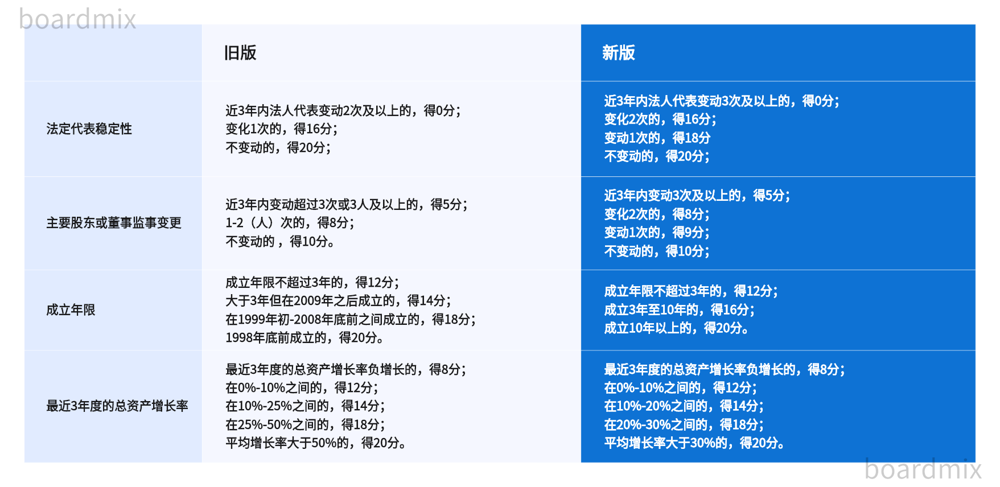 boardmix
旧版
新版
法定代表稳定性
近3年内法人代表变动2次及以上的，得0分；
变化1次的，得16分；
不变动的，得20分；
近3年内法人代表变动3次及以上的，得0分；
变化2次的，得16分；
变动1次的，得18分
不变动的，得20分；
主要股东或董事监事变更
近3年内变动超过3次或3人及以上的，得5分；
1-2（人）次的，得8分；
不变动的 ，得10分。
近3年内变动3次及以上的，得5分；
变化2次的，得8分；
变动1次的，得9分；
不变动的，得10分；
成立年限
成立年限不超过3年的，得12分；
大于3年但在2009年之后成立的，得14分；
在1999年初-2008年底前之间成立的，得18分；
1998年底前成立的，得20分。
成立年限不超过3年的，得12分；
成立3年至10年的，得16分；
成立10年以上的，得20分。
最近3年度的总资产增长率
最近3年度的总资产增长率负增长的，得8分；
在0%-10%之间的，得12分；
在10%-25%之间的，得14分；
在25%-50%之间的，得18分；
平均增长率大于50%的，得20分。
最近3年度的总资产增长率负增长的，得8分；
在0%-10%之间的，得12分；
在10%-20%之间的，得14分；
在20%-30%之间的，得18分；
平均增长率大于30%的，得20分。
boardmix